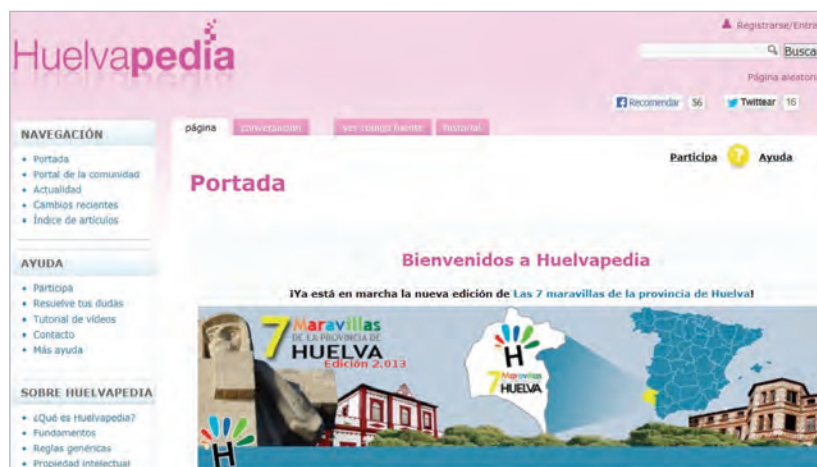 Registrarse/Entra
Huelvapedia
Busca
Página aleatori
Recomendar 56 Twittear 16
página conversación ver código fuente historial
Participa ? Ayuda
NAVEGACIÓN
• Portada
• Portal de la comunidad
• Actualidad
• Cambios recientes
• Índice de artículos
AYUDA
• Participa
• Resuelve tus dudas
• Tutorial de vídeos
• Contacto
• Más ayuda
SOBRE HUELVAPEDIA
• ¿Qué es Huelvapedia?
• Fundamentos
• Reglas genéricas
• Propiedad intelectual
Portada
Bienvenidos a Huelvapedia
¡Ya está en marcha la nueva edición de Las 7 maravillas de la provincia de Huelva!
7 Maravillas
DE LA PROVINCIA DE
HUELVA
Edición 2.013
H
7 Maravillas
HUELVA
H